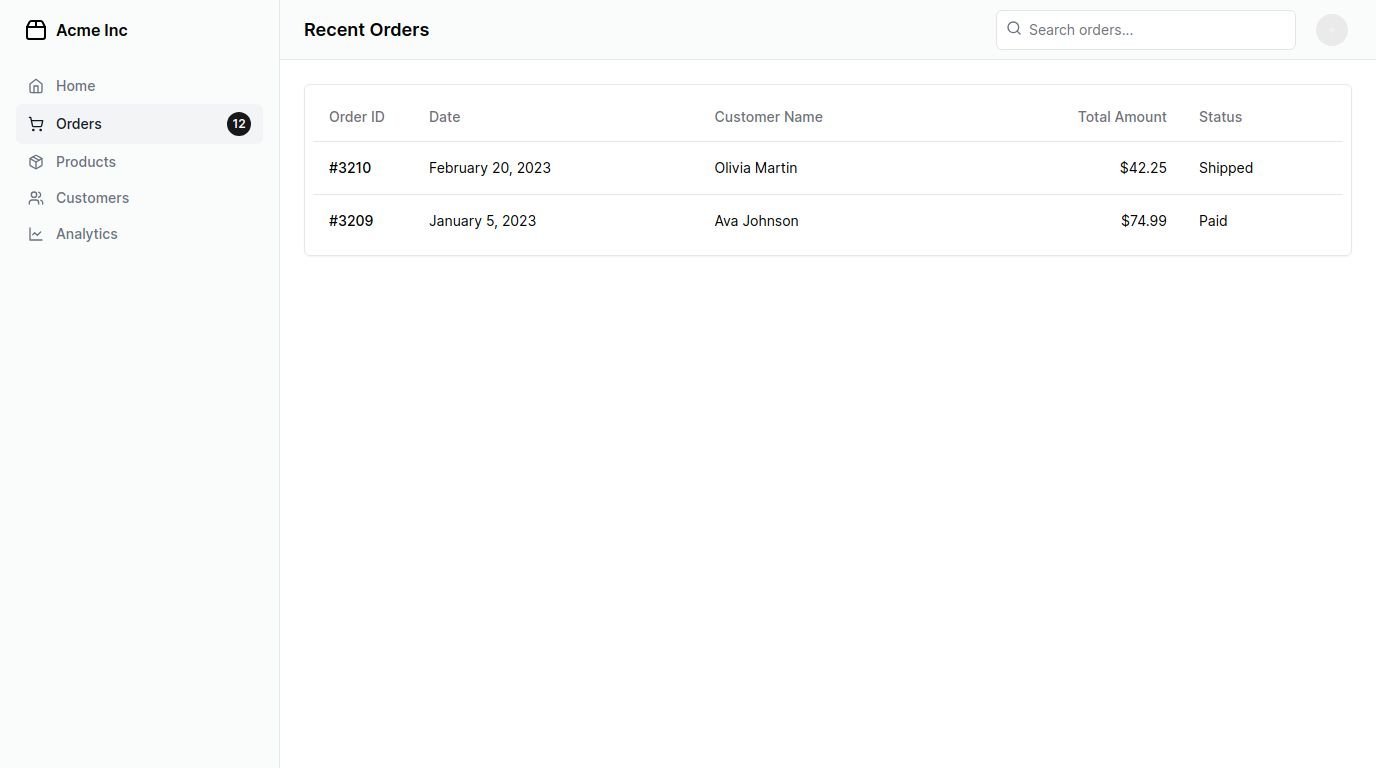 Acme Inc
Home
Orders 12
Products
Customers
Analytics
Recent Orders
Search orders...
Order ID Date Customer Name Total Amount Status
#3210 February 20, 2023 Olivia Martin $42.25 Shipped
#3209 January 5, 2023 Ava Johnson $74.99 Paid